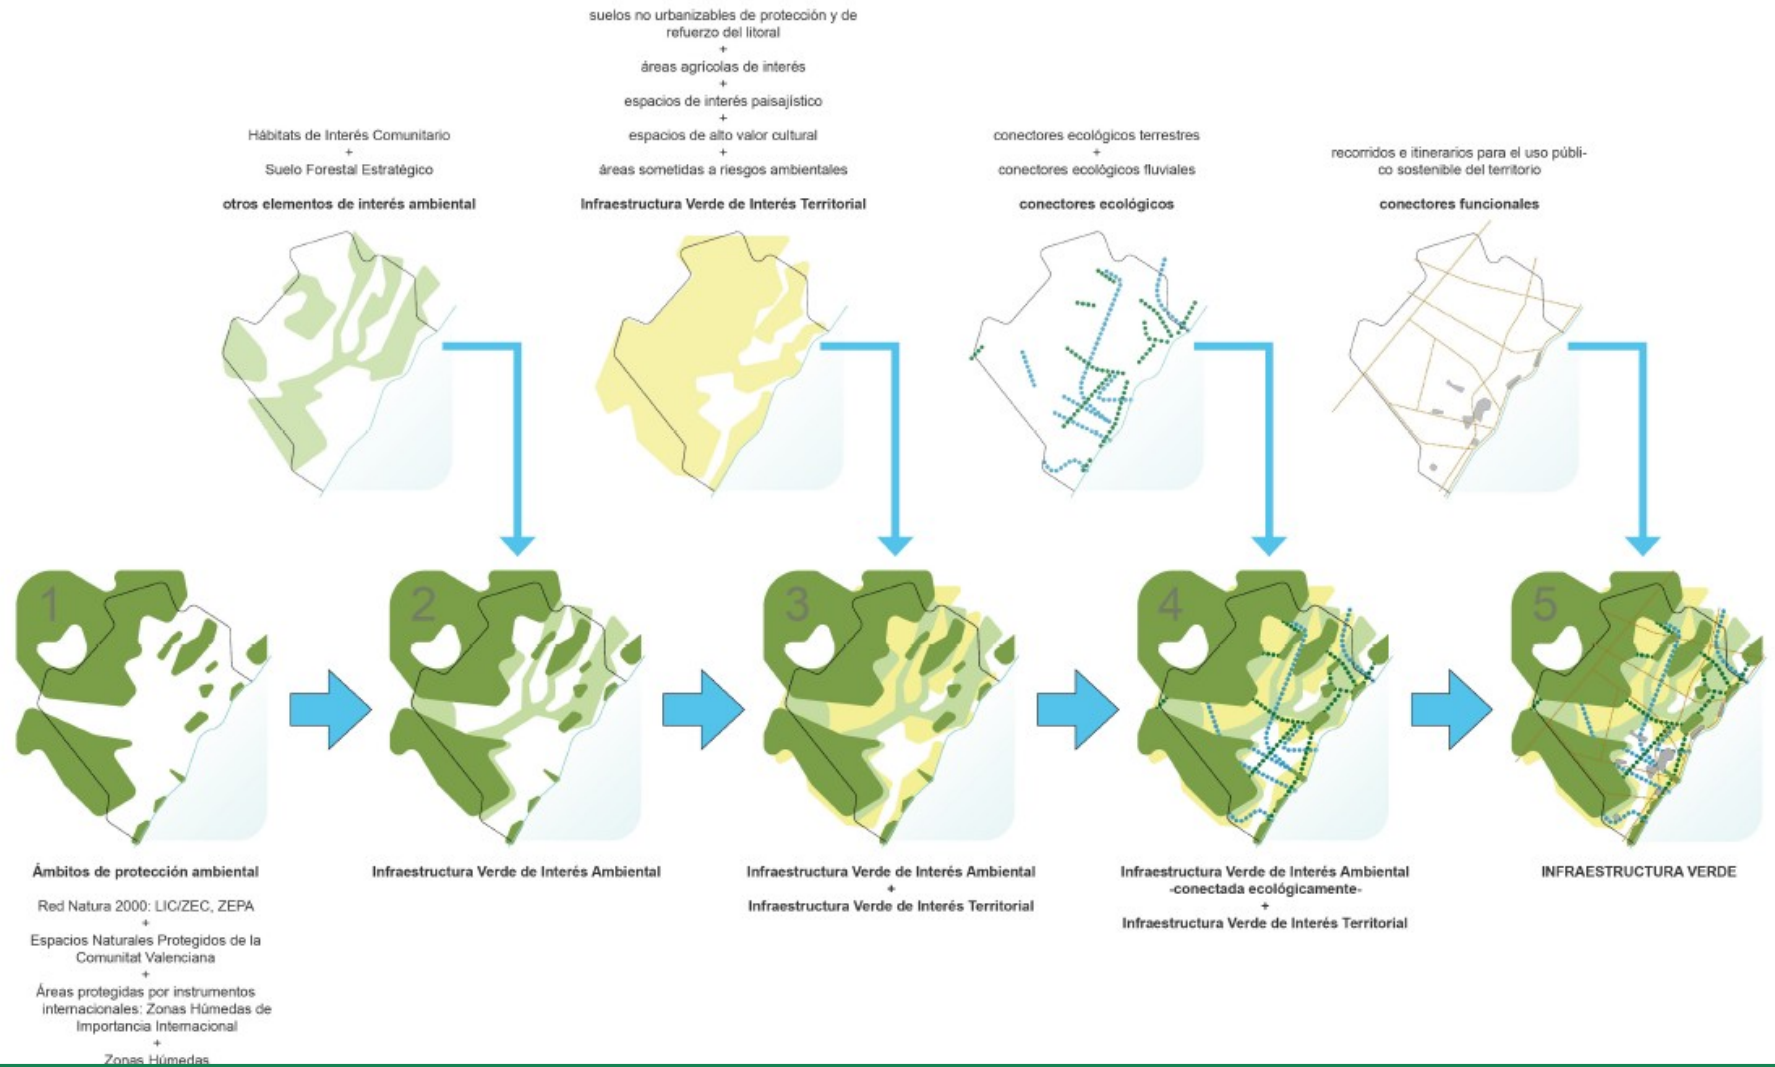 suelos no urbanizables de protección y de
refuerzo del litoral
+
áreas agrícolas de interés
+
espacios de interés paisajístico
+
espacios de alto valor cultural
+
áreas sometidas a riesgos ambientales
Infraestructura Verde de Interés Territorial
Hábitats de Interés Comunitario
+
Suelo Forestal Estratégico
otros elementos de interés ambiental
conectores ecológicos terrestres
+
conectores ecológicos fluviales
conectores ecológicos
recorridos e itinerarios para el uso públi-
co sostenible del territorio
conectores funcionales
1
2
3
4
5
Ámbitos de protección ambiental
Red Natura 2000: LIC/ZEC, ZEPA
+
Espacios Naturales Protegidos de la
Comunitat Valenciana
+
Áreas protegidas por instrumentos
internacionales: Zonas Húmedas de
Importancia Internacional
+
Zonas Húmedas
Infraestructura Verde de Interés Ambiental
Infraestructura Verde de Interés Ambiental
+
Infraestructura Verde de Interés Territorial
Infraestructura Verde de Interés Ambiental
-conectada ecológicamente-
+
Infraestructura Verde de Interés Territorial
INFRAESTRUCTURA VERDE